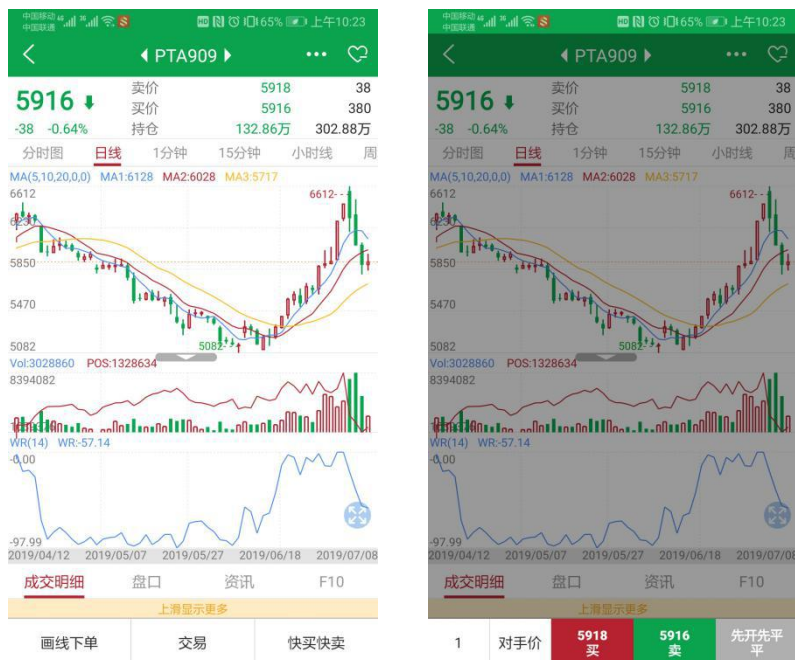 中国移动 4G 3G HD 65% 上午10:23
中国联通
PTA909
5916
卖价 5918 38
买价 5916 380
-38 -0.64% 持仓 132.86万 302.88万
分时图 日线 1分钟 15分钟 小时线 周
MA(5,10,20,0,0) MA1:6128 MA2:6028 MA3:5717
6612
6612
5850
5470
5082
5082
Vol:3028860 POS:1328634
8394082
WR(14) WR:-57.14
-0.00
-97.99
2019/04/12 2019/05/07 2019/05/27 2019/06/18 2019/07/08
成交明细 盘口 资讯 F10
上滑显示更多
画线下单 交易 快买快卖
中国移动 4G 3G HD 65% 上午10:23
中国联通
PTA909
5916
卖价 5918 38
买价 5916 380
-38 -0.64% 持仓 132.86万 302.88万
分时图 日线 1分钟 15分钟 小时线 周
MA(5,10,20,0,0) MA1:6128 MA2:6028 MA3:5717
6612
6612
5850
5470
5082
5082
Vol:3028860 POS:1328634
8394082
WR(14) WR:-57.14
-0.00
-97.99
2019/04/12 2019/05/07 2019/05/27 2019/06/18 2019/07/08
成交明细 盘口 资讯 F10
上滑显示更多
1 对手价 5918 5916 先开先平
买 卖 平